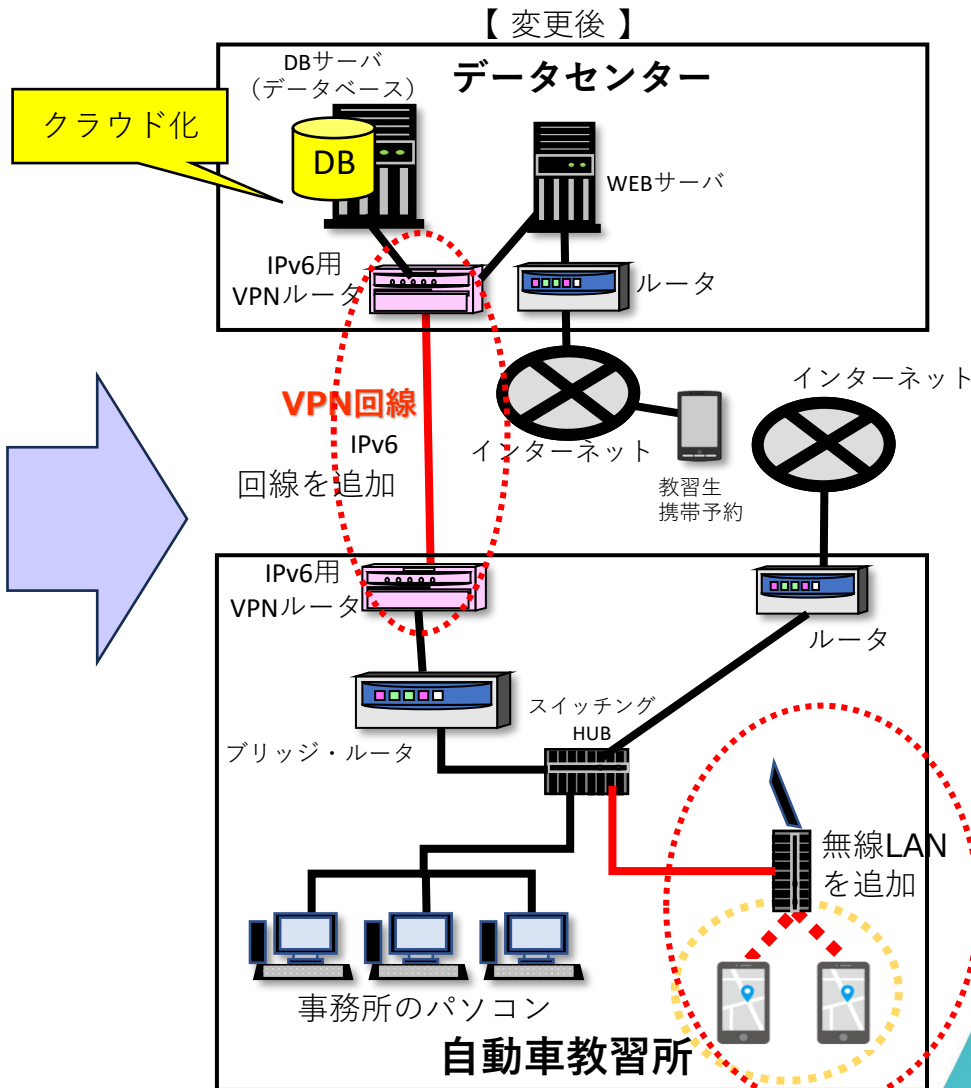 【 変更後 】
DBサーバ
（データベース）
データセンター
クラウド化
DB
WEBサーバ
IPv6用
VPNルータ
ルータ
VPN回線
IPv6
回線を追加
インターネット
インターネット
教習生
携帯予約
IPv6用
VPNルータ
ルータ
スイッチング
HUB
ブリッジ・ルータ
無線LAN
を追加
事務所のパソコン
自動車教習所